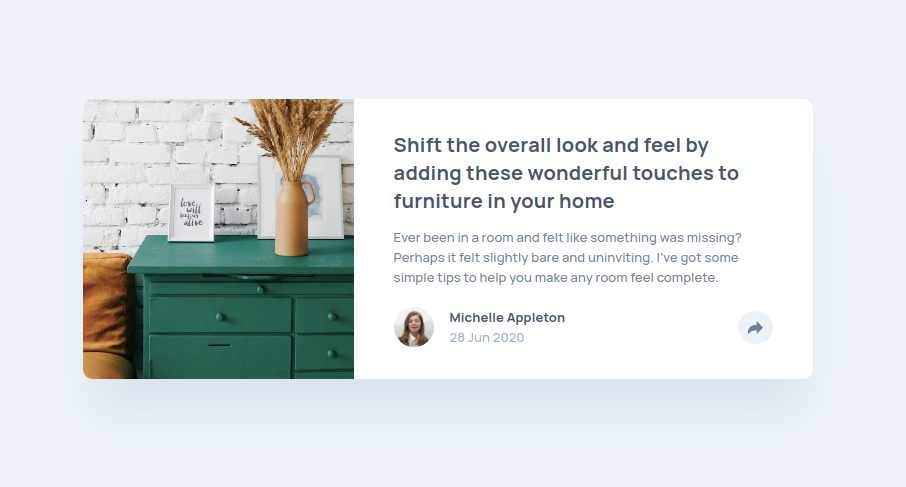 love
will
keep us
alive
Shift the overall look and feel by
adding these wonderful touches to
furniture in your home
Ever been in a room and felt like something was missing?
Perhaps it felt slightly bare and uninviting. I've got some
simple tips to help you make any room feel complete.
Michelle Appleton
28 Jun 2020